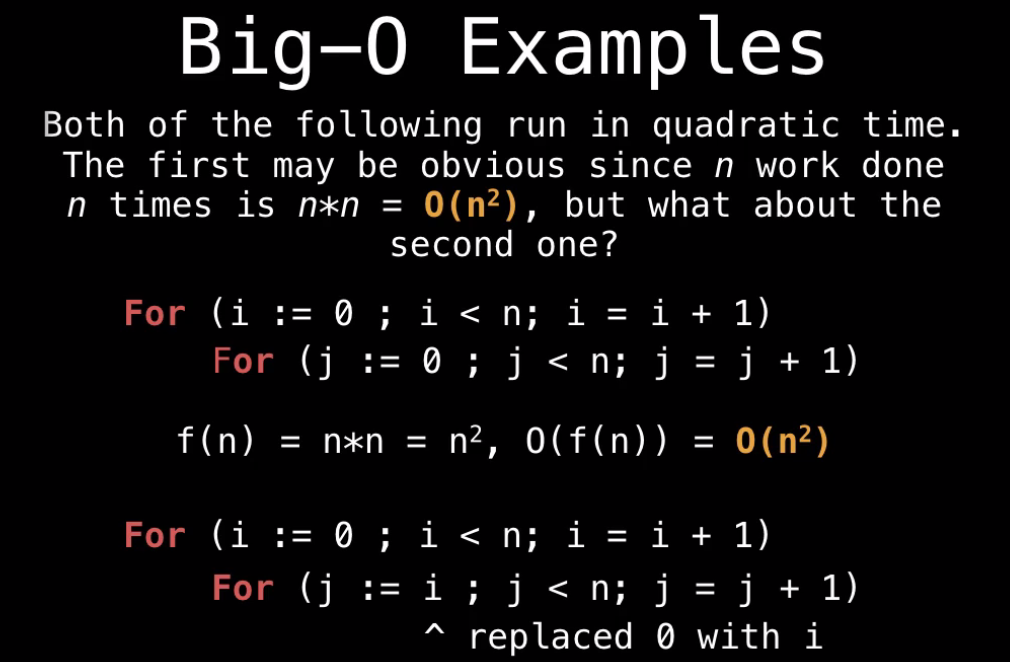 Big–O Examples
Both of the following run in quadratic time.
The first may be obvious since n work done
n times is n*n = O(n²), but what about the
second one?
For (i := 0 ; i < n; i = i + 1)
For (j := 0 ; j < n; j = j + 1)
f(n) = n*n = n², O(f(n)) = O(n²)
For (i := 0 ; i < n; i = i + 1)
For (j := i ; j < n; j = j + 1)
^ replaced 0 with i